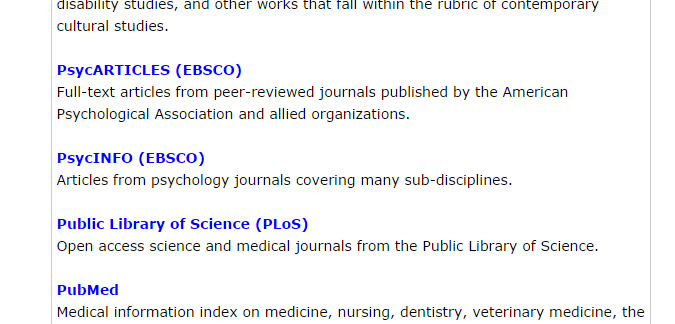 disability studies, and other works that fall within the rubric of contemporary
cultural studies.
PsycARTICLES (EBSCO)
Full-text articles from peer-reviewed journals published by the American
Psychological Association and allied organizations.
PsycINFO (EBSCO)
Articles from psychology journals covering many sub-disciplines.
Public Library of Science (PLoS)
Open access science and medical journals from the Public Library of Science.
PubMed
Medical information index on medicine, nursing, dentistry, veterinary medicine, the